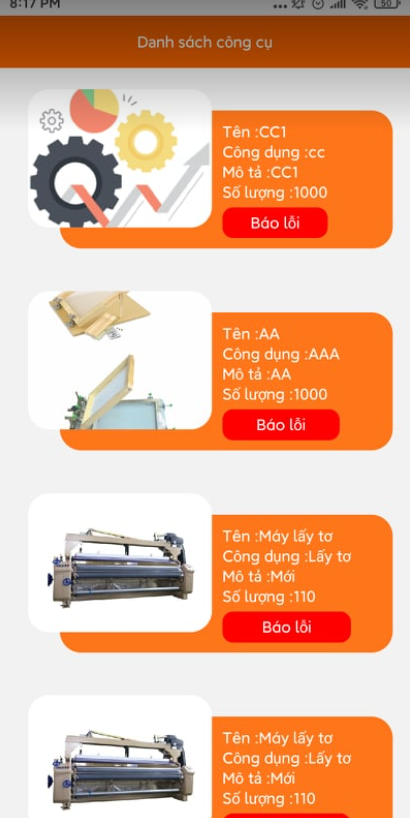 8:17 PM
50
Danh sách công cụ
Tên :CC1
Công dụng :cc
Mô tả :CC1
Số lượng :1000
Báo lỗi
Tên :AA
Công dụng :AAA
Mô tả :AA
Số lượng :1000
Báo lỗi
Tên :Máy lấy tơ
Công dụng :Lấy tơ
Mô tả :Mới
Số lượng :110
Báo lỗi
Tên :Máy lấy tơ
Công dụng :Lấy tơ
Mô tả :Mới
Số lượng :110